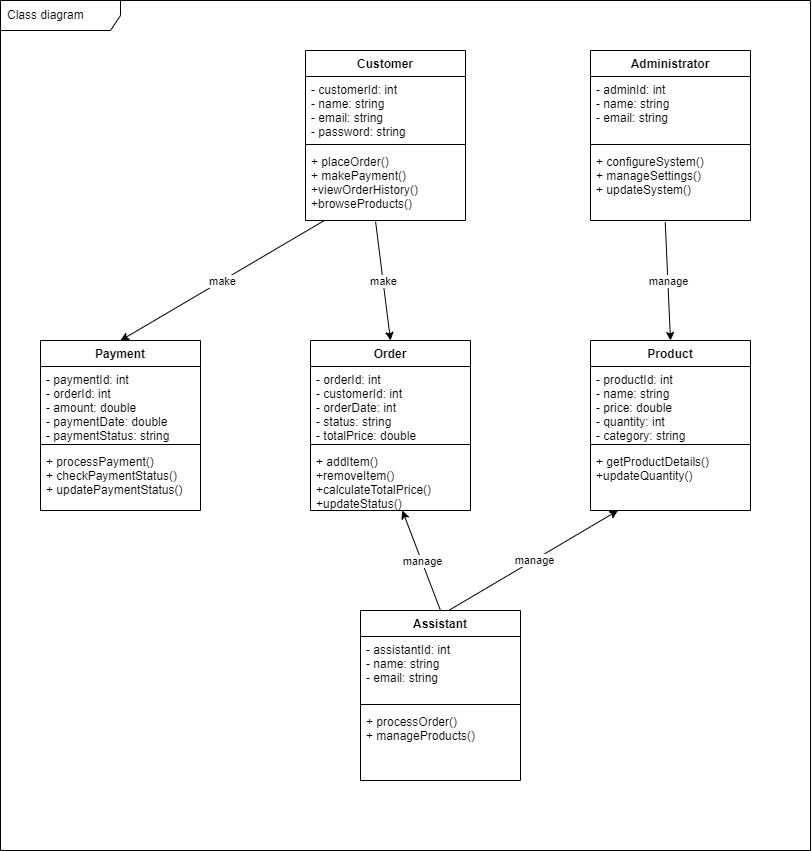 Class diagram
Customer
- customerId: int
- name: string
- email: string
- password: string
+ placeOrder()
+ makePayment()
+viewOrderHistory()
+browseProducts()
Administrator
- adminId: int
- name: string
- email: string
+ configureSystem()
+ manageSettings()
+ updateSystem()
make
make
manage
Payment
- paymentId: int
- orderId: int
- amount: double
- paymentDate: double
- paymentStatus: string
+ processPayment()
+ checkPaymentStatus()
+ updatePaymentStatus()
Order
- orderId: int
- customerId: int
- orderDate: int
- status: string
- totalPrice: double
+ addItem()
+removeItem()
+calculateTotalPrice()
+updateStatus()
Product
- productId: int
- name: string
- price: double
- quantity: int
- category: string
+ getProductDetails()
+updateQuantity()
manage
manage
Assistant
- assistantId: int
- name: string
- email: string
+ processOrder()
+ manageProducts()